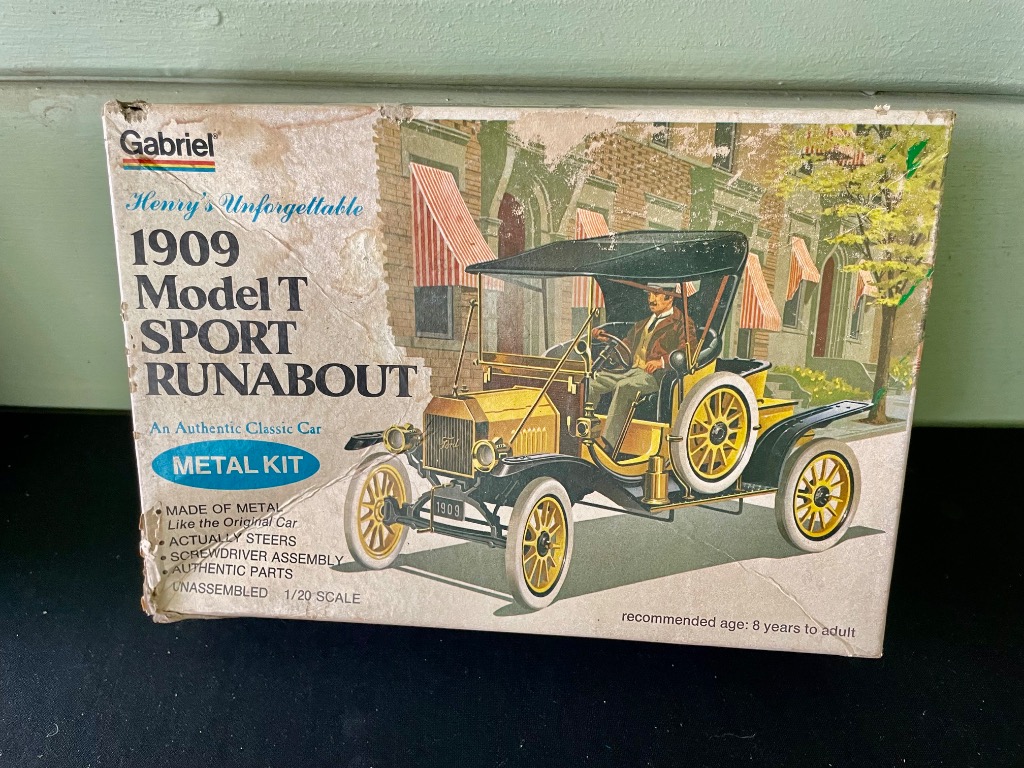 Gabriel®
Henry's Unforgettable
1909
Model T
SPORT
RUNABOUT
An Authentic Classic Car
METAL KIT
• MADE OF METAL
Like the Original Car
• ACTUALLY STEERS
• SCREWDRIVER ASSEMBLY
• AUTHENTIC PARTS
UNASSEMBLED 1/20 SCALE
Ford
1909
recommended age: 8 years to adult